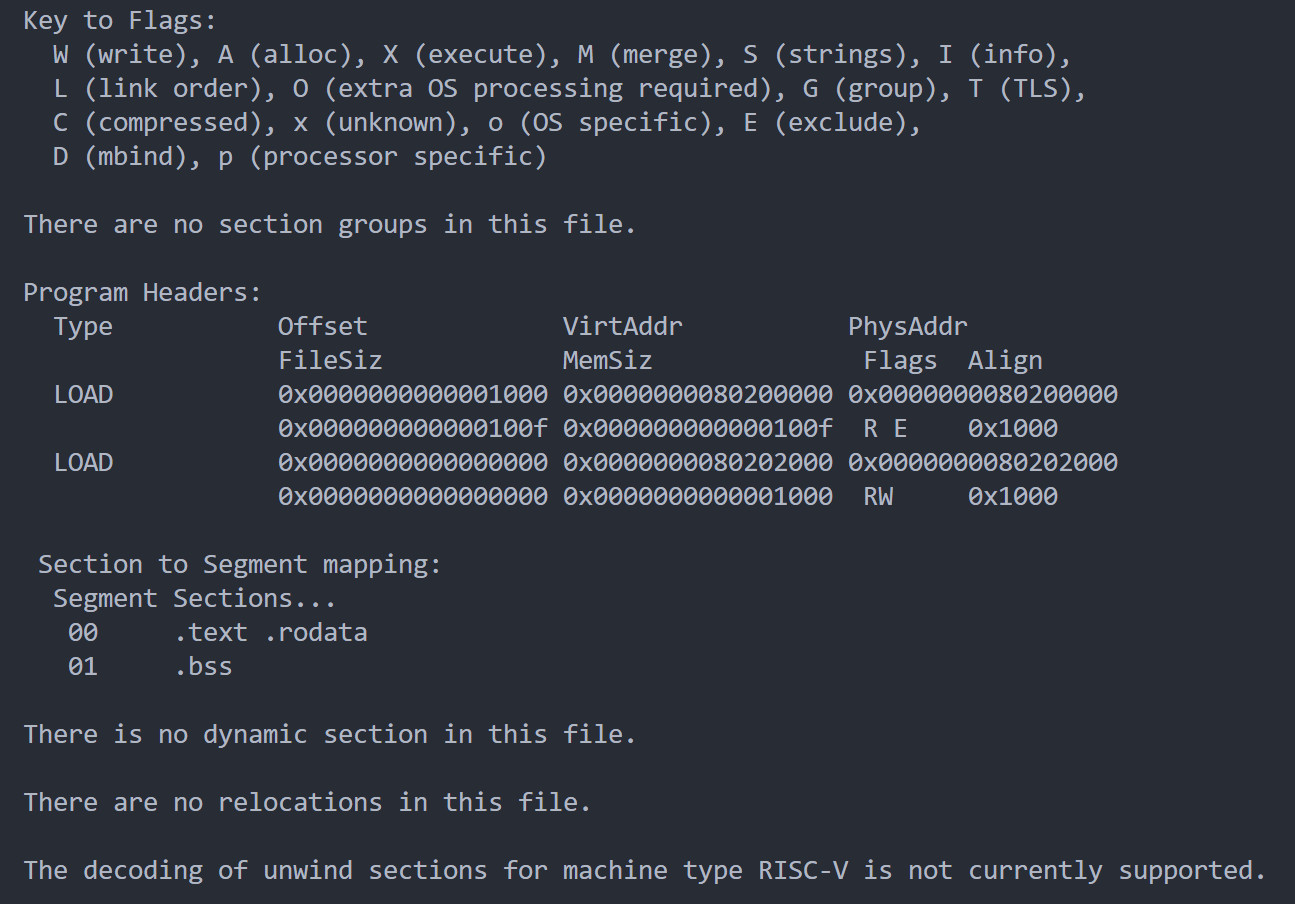 Key to Flags:
  W (write), A (alloc), X (execute), M (merge), S (strings), I (info),
  L (link order), O (extra OS processing required), G (group), T (TLS),
  C (compressed), x (unknown), o (OS specific), E (exclude),
  D (mbind), p (processor specific)

There are no section groups in this file.

Program Headers:
  Type           Offset             VirtAddr           PhysAddr
                 FileSiz            MemSiz              Flags  Align
  LOAD           0x0000000000001000 0x0000000080200000 0x0000000080200000
                 0x000000000000100f 0x000000000000100f  R E    0x1000
  LOAD           0x0000000000000000 0x0000000080202000 0x0000000080202000
                 0x0000000000000000 0x0000000000001000  RW     0x1000

 Section to Segment mapping:
  Segment Sections...
   00     .text .rodata
   01     .bss

There is no dynamic section in this file.

There are no relocations in this file.

The decoding of unwind sections for machine type RISC-V is not currently supported.